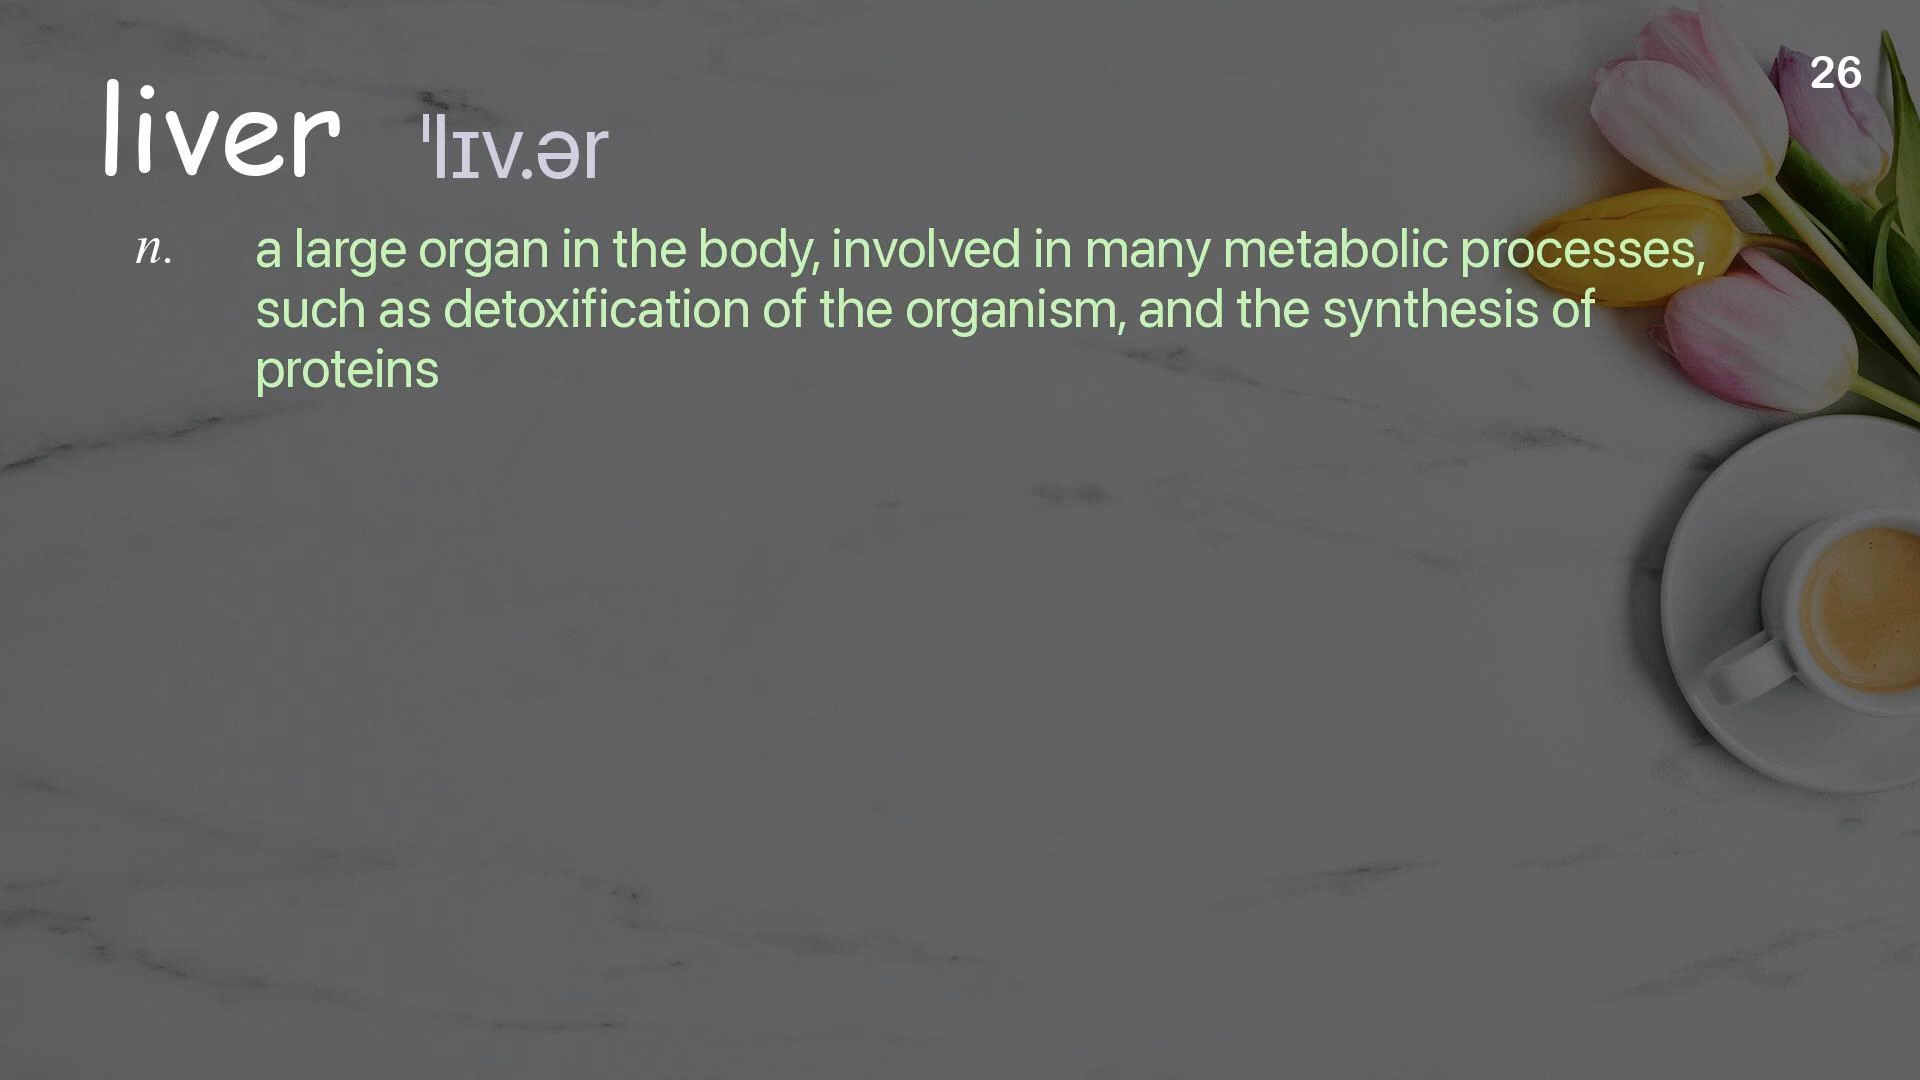 26
liver ˈlɪv.ər
n. a large organ in the body, involved in many metabolic processes,
such as detoxification of the organism, and the synthesis of
proteins